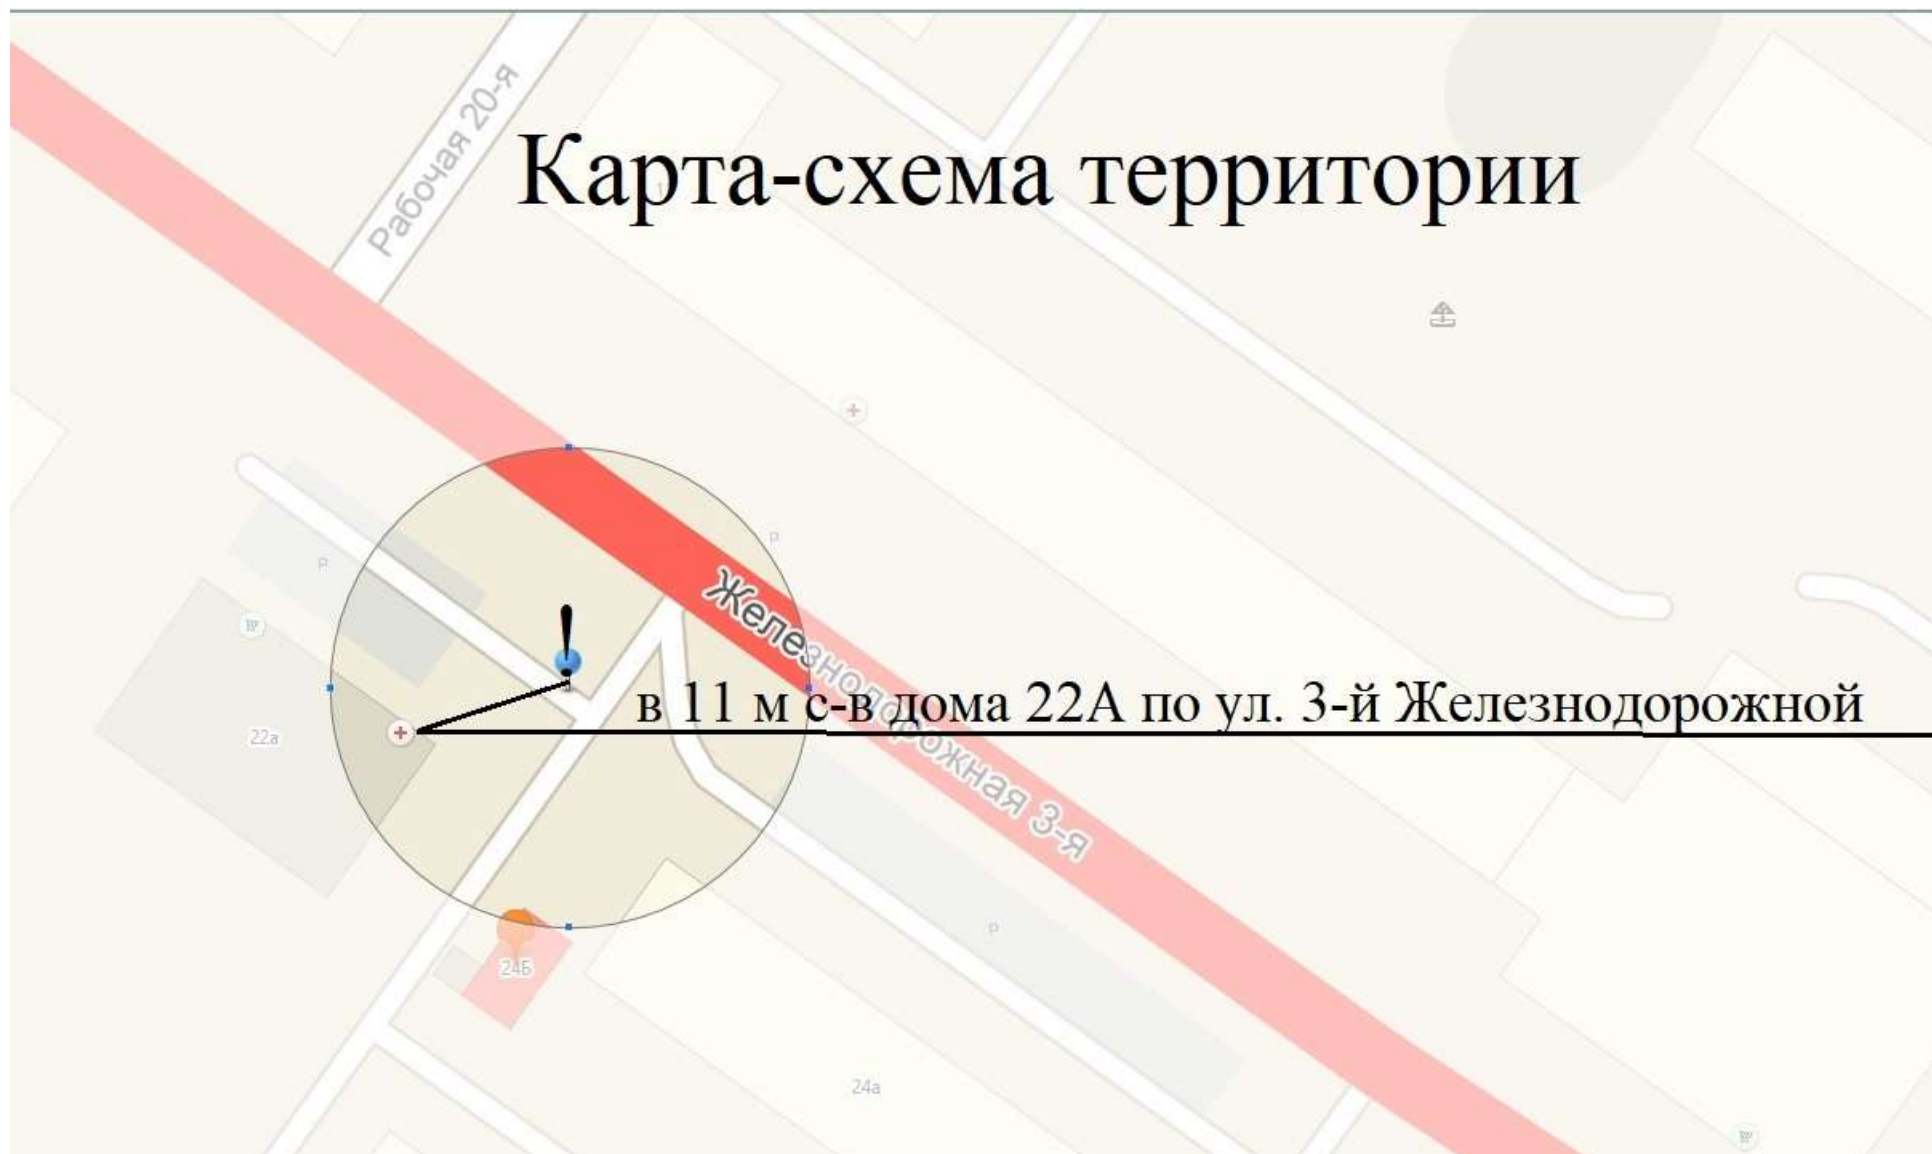 Рабочая 20-я
Карта-схема территории
P
P
!
Железнодорожная 3-я
в 11 м с-в дома 22А по ул. 3-й Железнодорожной
22а
P
24Б
24а